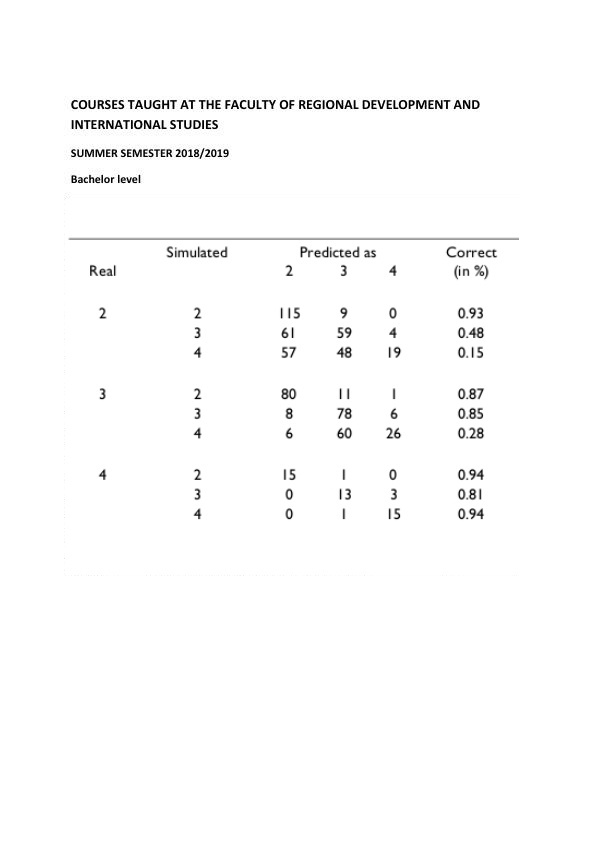 COURSES TAUGHT AT THE FACULTY OF REGIONAL DEVELOPMENT AND
INTERNATIONAL STUDIES
SUMMER SEMESTER 2018/2019
Bachelor level
Simulated Predicted as Correct
Real 2 3 4 (in %)
2 2 115 9 0 0.93
3 61 59 4 0.48
4 57 48 19 0.15
3 2 80 11 1 0.87
3 8 78 6 0.85
4 6 60 26 0.28
4 2 15 1 0 0.94
3 0 13 3 0.81
4 0 1 15 0.94